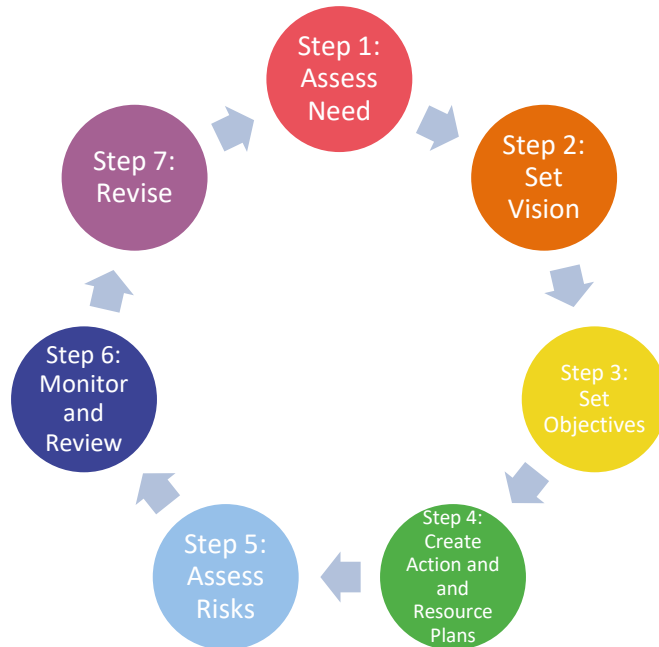 Step 1:
Assess
Need
Step 2:
Set
Vision
Step 3:
Set
Objectives
Step 4:
Create
Action and
and
Resource
Plans
Step 5:
Assess
Risks
Step 6:
Monitor
and
Review
Step 7:
Revise